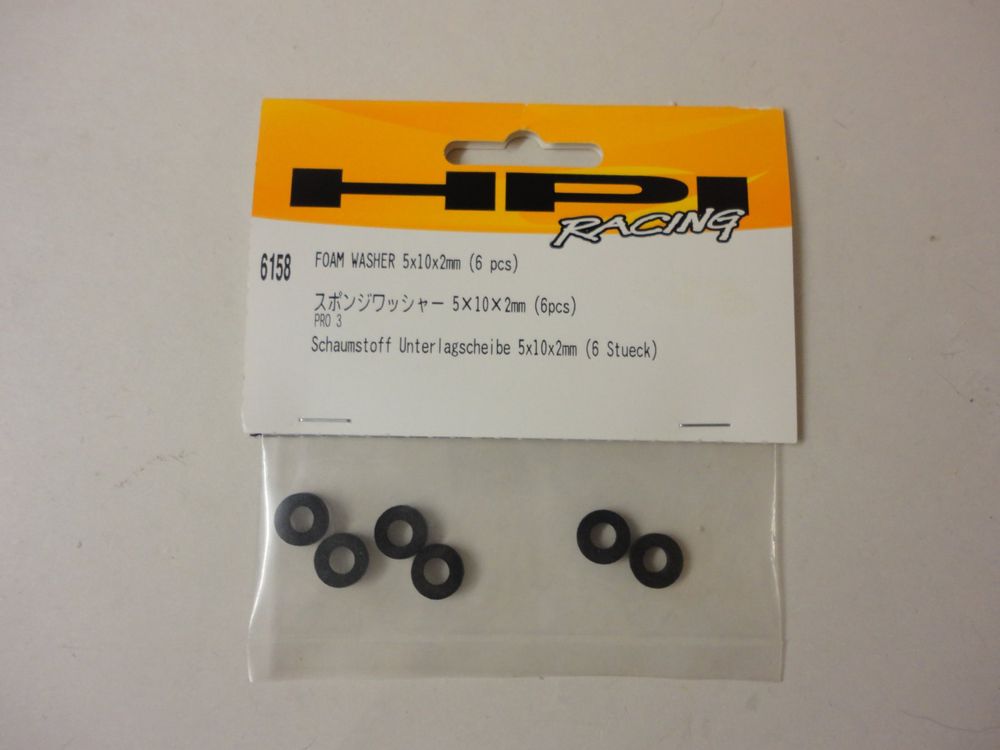 HPI
RACING
6158
FOAM WASHER 5x10x2mm (6 pcs)
スポンジワッシャー 5×10×2mm (6pcs)
PRO 3
Schaumstoff Unterlagscheibe 5x10x2mm (6 Stueck)